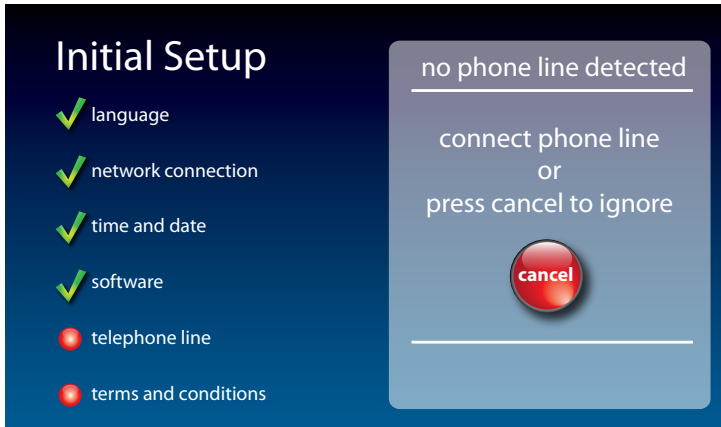 Initial Setup
language
network connection
time and date
software
telephone line
terms and conditions
no phone line detected
connect phone line
or
press cancel to ignore
cancel